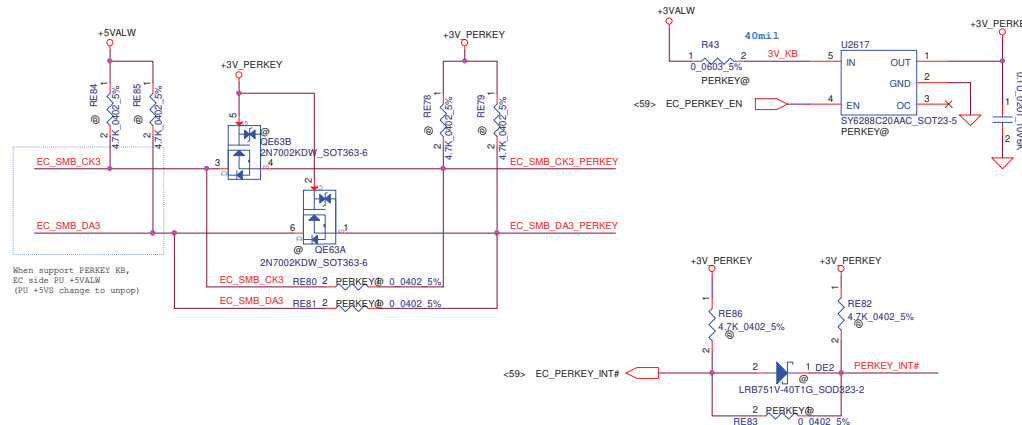 +5VALW
+3V_PERKEY
+3V_PERKEY
1
RE84
4.7K_0402_5%
@
2
1
RE85
4.7K_0402_5%
@
2
5
G
@
QE63B
2N7002KDW_SOT363-6
EC_SMB_CK3
3
D
S
4
EC_SMB_CK3_PERKEY
1
RE78
4.7K_0402_5%
@
2
1
RE79
4.7K_0402_5%
@
2
2
G
EC_SMB_DA3
6
D
S
1
EC_SMB_DA3_PERKEY
@
QE63A
2N7002KDW_SOT363-6
When support PERKEY KB,
EC side PU +5VALW
(PU +5VS change to unpop)
EC_SMB_CK3 RE80 2 PERKEY@ 0_0402_5%
EC_SMB_DA3 RE81 2 PERKEY@ 0_0402_5%
+3VALW
40mil
R43
1 2 3V_KB
0_0603_5%
PERKEY@
U2617
5 IN OUT 1
GND 2
<59> EC_PERKEY_EN 4 EN OC 3
SY6288C20AAC_SOT23-5
PERKEY@
+3V_PERKE
1
2
+3V_PERKEY
+3V_PERKEY
1
RE86
4.7K_0402_5%
@
2
1
RE82
4.7K_0402_5%
@
2
<59> EC_PERKEY_INT# 2 1 DE2 PERKEY_INT#
@
LRB751V-40T1G_SOD323-2
2 PERKEY@
RE83 0_0402_5%